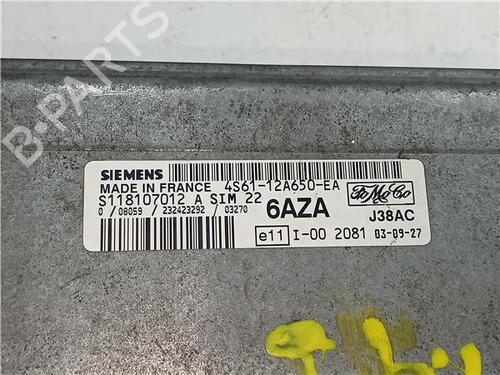 B-PARTS
SIEMENS
MADE IN FRANCE 4S61-12A650-EA
S118107012 A SIM 22
0 / 08059 / 232423292 / 03270
6AZA
FoMoCo
J38AC
e11 I-00 2081 03-09-27